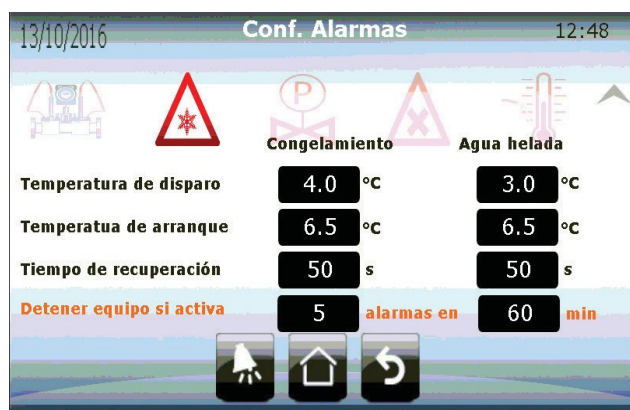 13/10/2016 Conf. Alarmas 12:48
P
Congelamiento Agua helada
Temperatura de disparo 4.0 °C 3.0 °C
Temperatua de arranque 6.5 °C 6.5 °C
Tiempo de recuperación 50 s 50 s
Detener equipo si activa 5 alarmas en 60 min